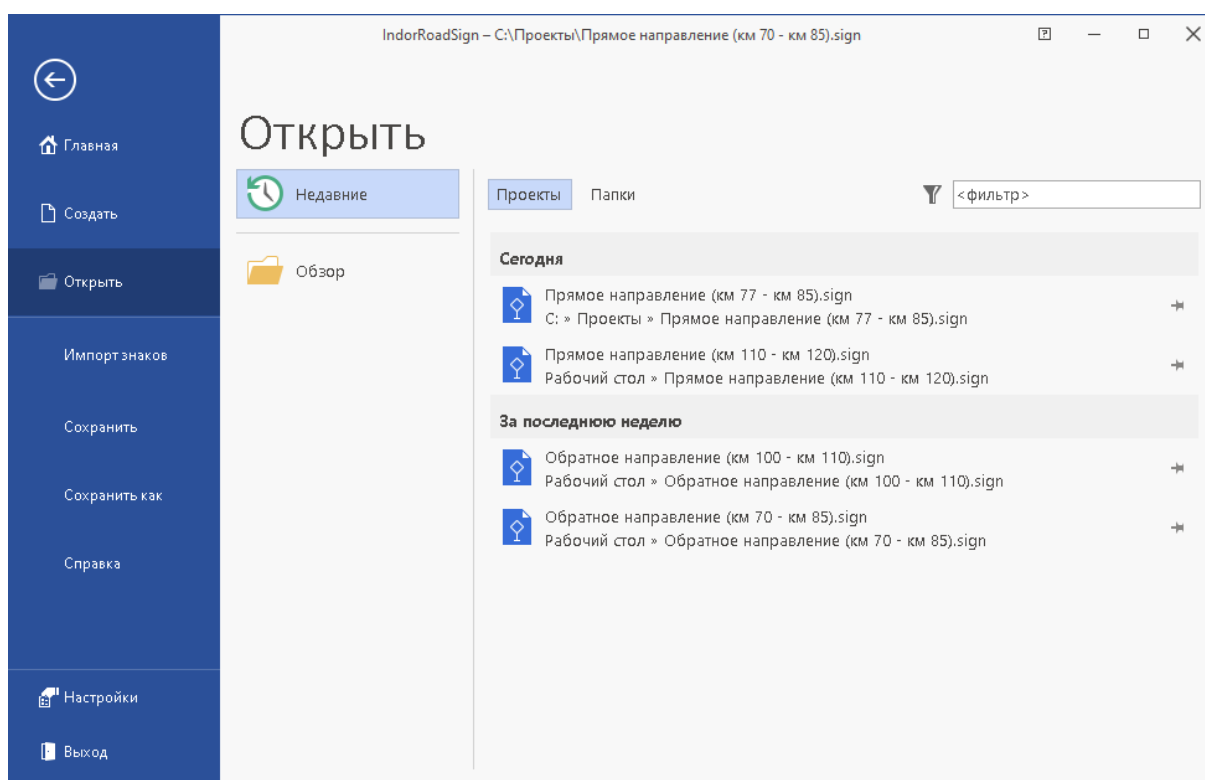 IndorRoadSign – C:\Проекты\Прямое направление (км 70 - км 85).sign
Главная
Создать
Открыть
Импорт знаков
Сохранить
Сохранить как
Справка
Настройки
Выход
Открыть
Недавние
Обзор
Проекты Папки <фильтр>
Сегодня
Прямое направление (км 77 - км 85).sign
C: » Проекты » Прямое направление (км 77 - км 85).sign
Прямое направление (км 110 - км 120).sign
Рабочий стол » Прямое направление (км 110 - км 120).sign
За последнюю неделю
Обратное направление (км 100 - км 110).sign
Рабочий стол » Обратное направление (км 100 - км 110).sign
Обратное направление (км 70 - км 85).sign
Рабочий стол » Обратное направление (км 70 - км 85).sign